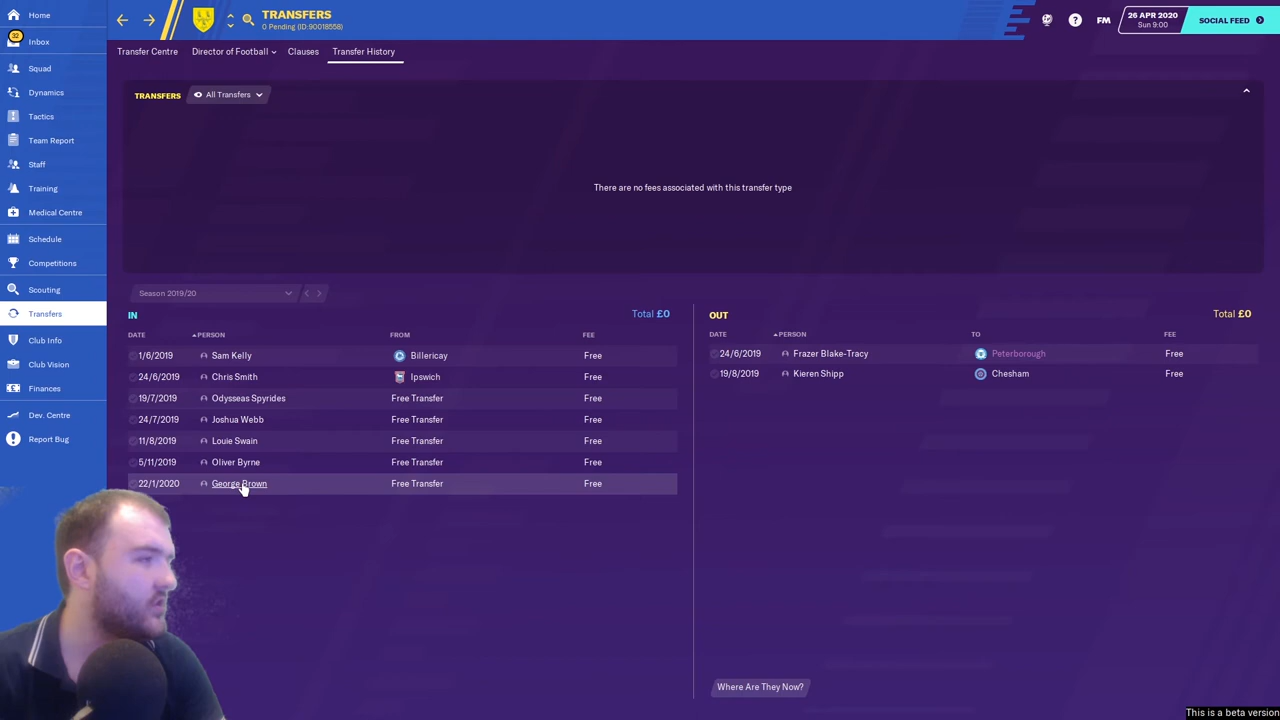 Home
32
Inbox
Squad
Dynamics
Tactics
Team Report
Staff
Training
Medical Centre
Schedule
Competitions
Scouting
Transfers
Club Info
Club Vision
Finances
Dev. Centre
Report Bug
TRANSFERS
0 Pending (ID:90018558)
FM
26 APR 2020
Sun 9:00
SOCIAL FEED
Transfer Centre Director of Football Clauses Transfer History
TRANSFERS All Transfers
There are no fees associated with this transfer type
Season 2019/20
IN Total £0
DATE PERSON FROM FEE
1/6/2019 Sam Kelly Billericay Free
24/6/2019 Chris Smith Ipswich Free
19/7/2019 Odysseas Spyrides Free Transfer Free
24/7/2019 Joshua Webb Free Transfer Free
11/8/2019 Louie Swain Free Transfer Free
5/11/2019 Oliver Byrne Free Transfer Free
22/1/2020 George Brown Free Transfer Free
OUT Total £0
DATE PERSON TO FEE
24/6/2019 Frazer Blake-Tracy Peterborough Free
19/8/2019 Kieren Shipp Chesham Free
Where Are They Now?
This is a beta version